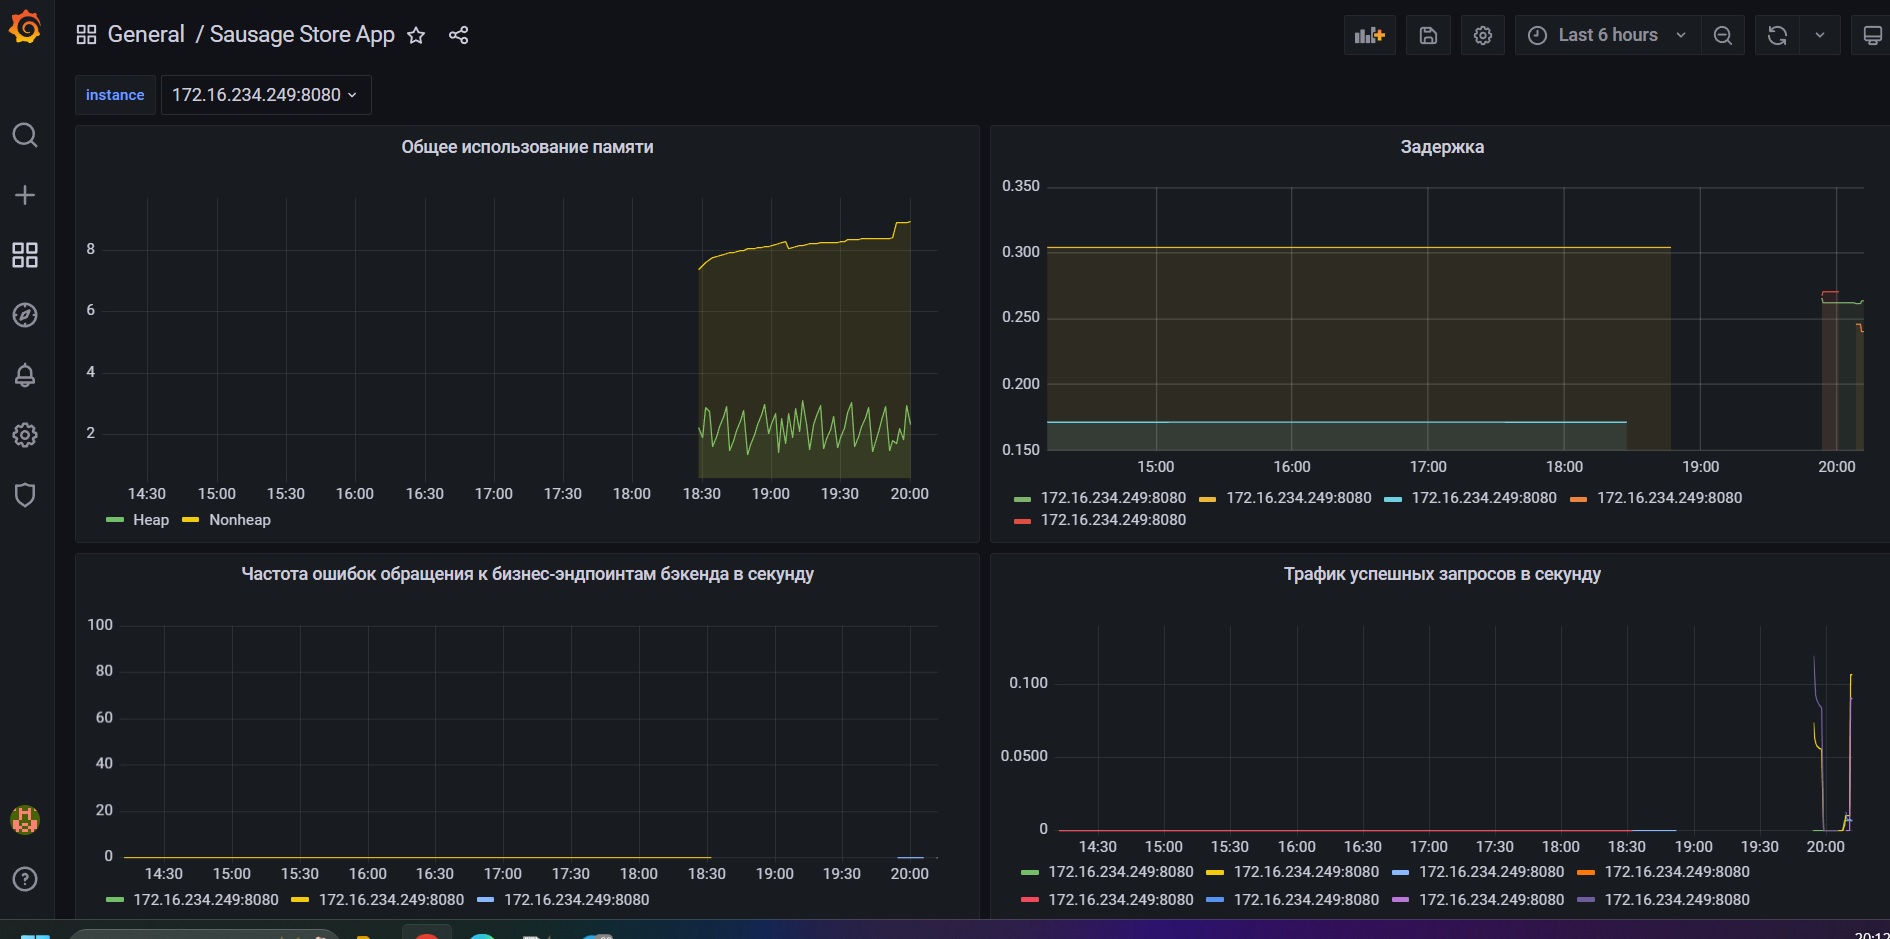 General / Sausage Store App
Last 6 hours
instance
172.16.234.249:8080
Общее использование памяти
8
6
4
2
14:30 15:00 15:30 16:00 16:30 17:00 17:30 18:00 18:30 19:00 19:30 20:00
Heap Nonheap
Задержка
0.350
0.300
0.250
0.200
0.150
15:00 16:00 17:00 18:00 19:00 20:00
172.16.234.249:8080 172.16.234.249:8080 172.16.234.249:8080 172.16.234.249:8080
172.16.234.249:8080
Частота ошибок обращения к бизнес-эндпоинтам бэкенда в секунду
100
80
60
40
20
0
14:30 15:00 15:30 16:00 16:30 17:00 17:30 18:00 18:30 19:00 19:30 20:00
172.16.234.249:8080 172.16.234.249:8080 172.16.234.249:8080
Трафик успешных запросов в секунду
0.100
0.0500
0
14:30 15:00 15:30 16:00 16:30 17:00 17:30 18:00 18:30 19:00 19:30 20:00
172.16.234.249:8080 172.16.234.249:8080 172.16.234.249:8080 172.16.234.249:8080
172.16.234.249:8080 172.16.234.249:8080 172.16.234.249:8080 172.16.234.249:8080
20:12